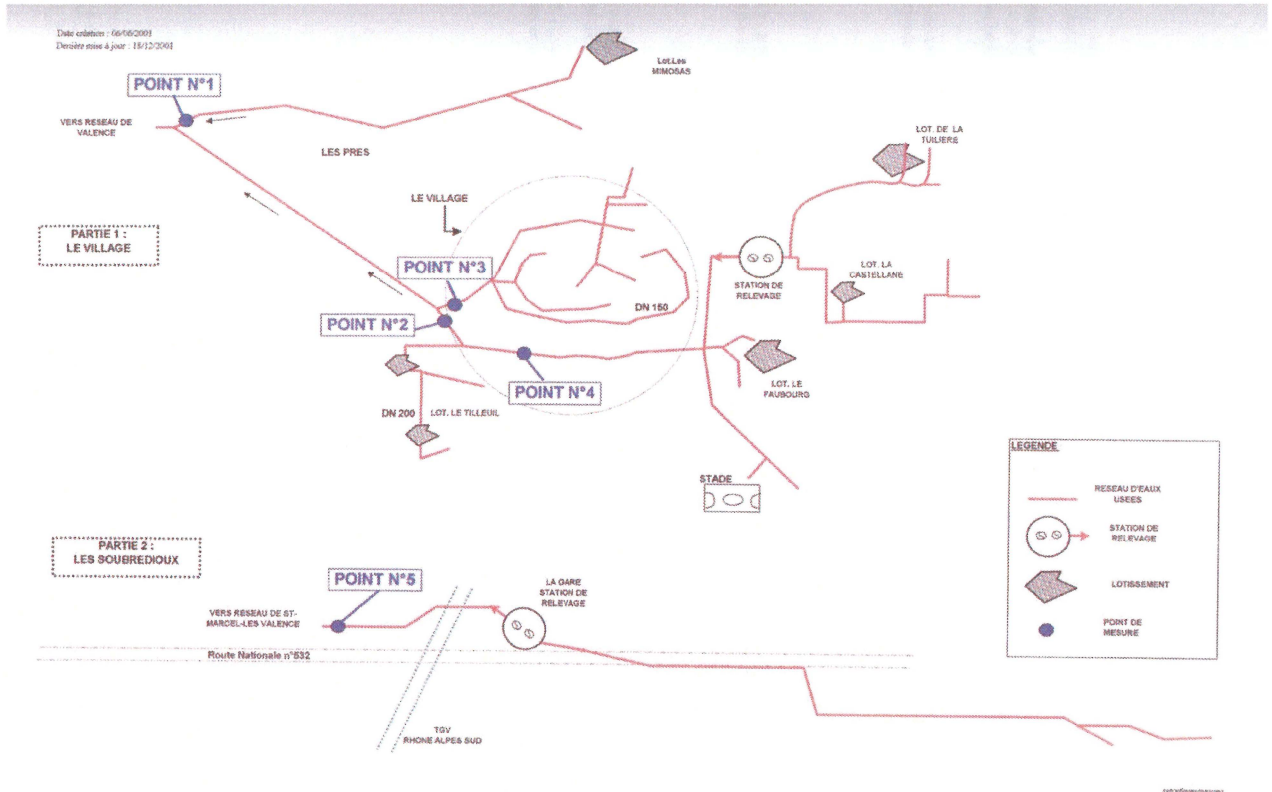 Date création : 06/06/2001
Dernière mise à jour : 18/12/2001
Lot.Les
MIMOSAS
POINT N°1
VERS RESEAU DE
VALENCE
LOT. DE LA
TUILIERE
LES PRES
LE VILLAGE
PARTIE 1 :
LE VILLAGE
POINT N°3
STATION DE
RELEVAGE
LOT. LA
CASTELLANE
DN 150
POINT N°2
POINT N°4
LOT. LE
FAUBOURG
DN 200
LOT. LE TILLEUIL
STADE
LEGENDE
RESEAU D'EAUX
USEES
STATION DE
RELEVAGE
LOTISSEMENT
POINT DE
MESURE
PARTIE 2 :
LES SOUBREDIOUX
POINT N°5
LA GARE
STATION DE
RELEVAGE
VERS RESEAU DE ST-
MARCEL-LES VALENCE
Route Nationale n°532
TGV
RHONE ALPES SUD